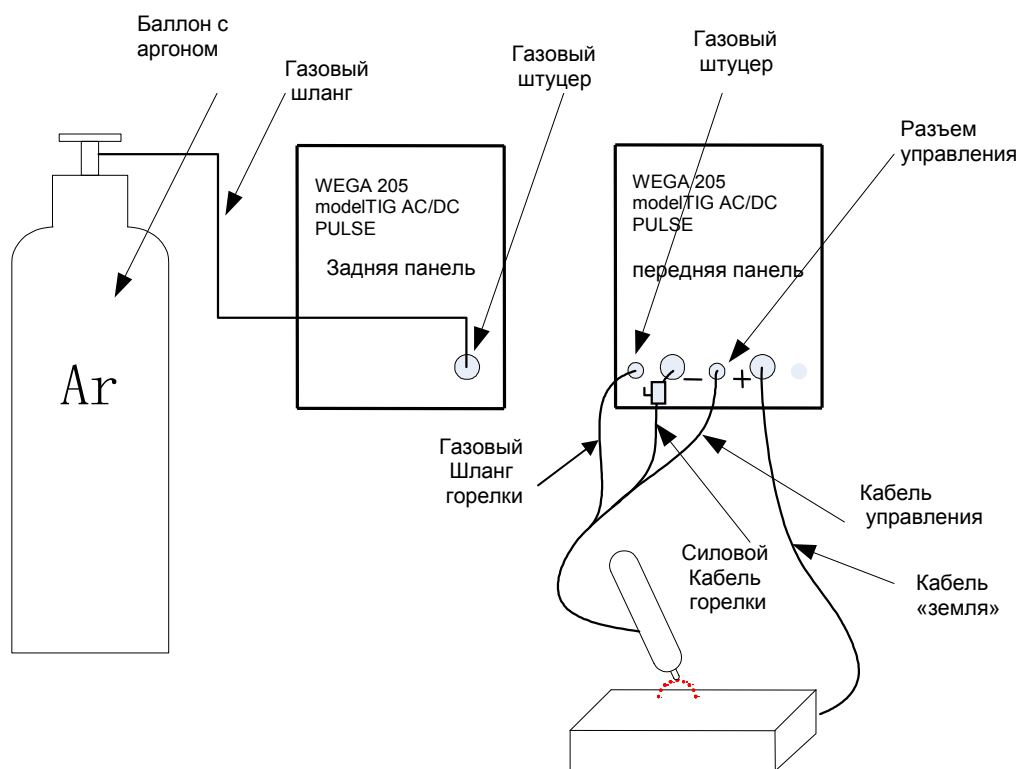 Баллон с
аргоном
Газовый
шланг
Газовый
штуцер
Газовый
штуцер
Разъем
управления
WEGA 205
modelTIG AC/DC
PULSE
Задняя панель
WEGA 205
modelTIG AC/DC
PULSE
передняя панель
Ar
− +
Газовый
Шланг
горелки
Силовой
Кабель
горелки
Кабель
управления
Кабель
«земля»